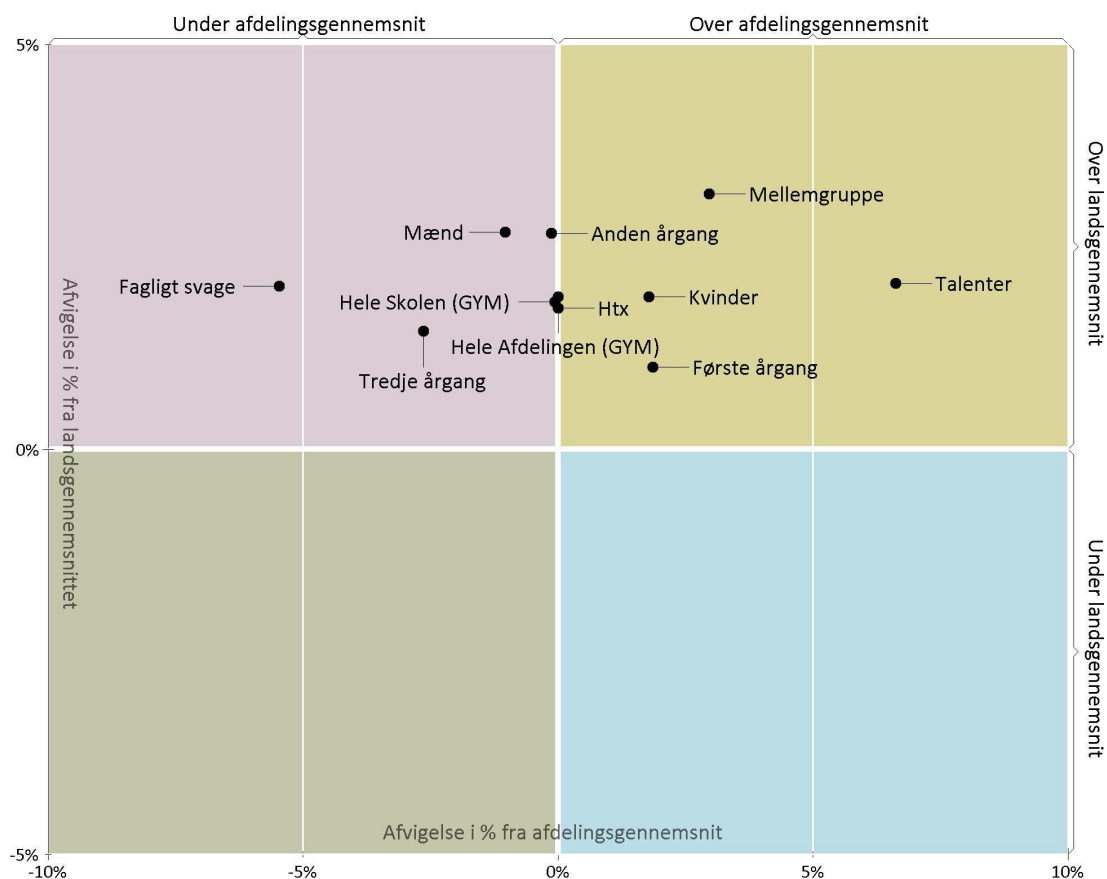 Under afdelingsgennemsnit
Over afdelingsgennemsnit
5%
Mellemgruppe
Mænd
Anden årgang
Over landsgennemsnit
Fagligt svage
Talenter
Hele Skolen (GYM)
Htx
Kvinder
Hele Afdelingen (GYM)
Første årgang
Tredje årgang
Afvigelse i % fra landsgennemsnittet
0%
Under landsgennemsnit
Afvigelse i % fra afdelingsgennemsnit
-5%
-10%
-5%
0%
5%
10%